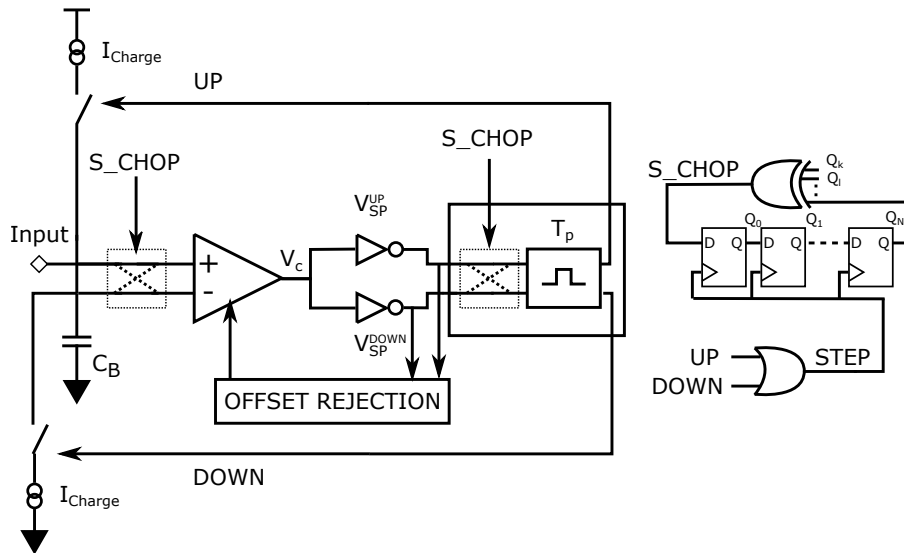 I_Charge
UP
S_CHOP
S_CHOP
S_CHOP
Q_k
Q_l
V_SP^UP
Input
T_p
Q_0
Q_1
Q_N
+
V_c
D Q
D Q
D Q
-
V_SP^DOWN
C_B
UP
STEP
OFFSET REJECTION
DOWN
DOWN
I_Charge